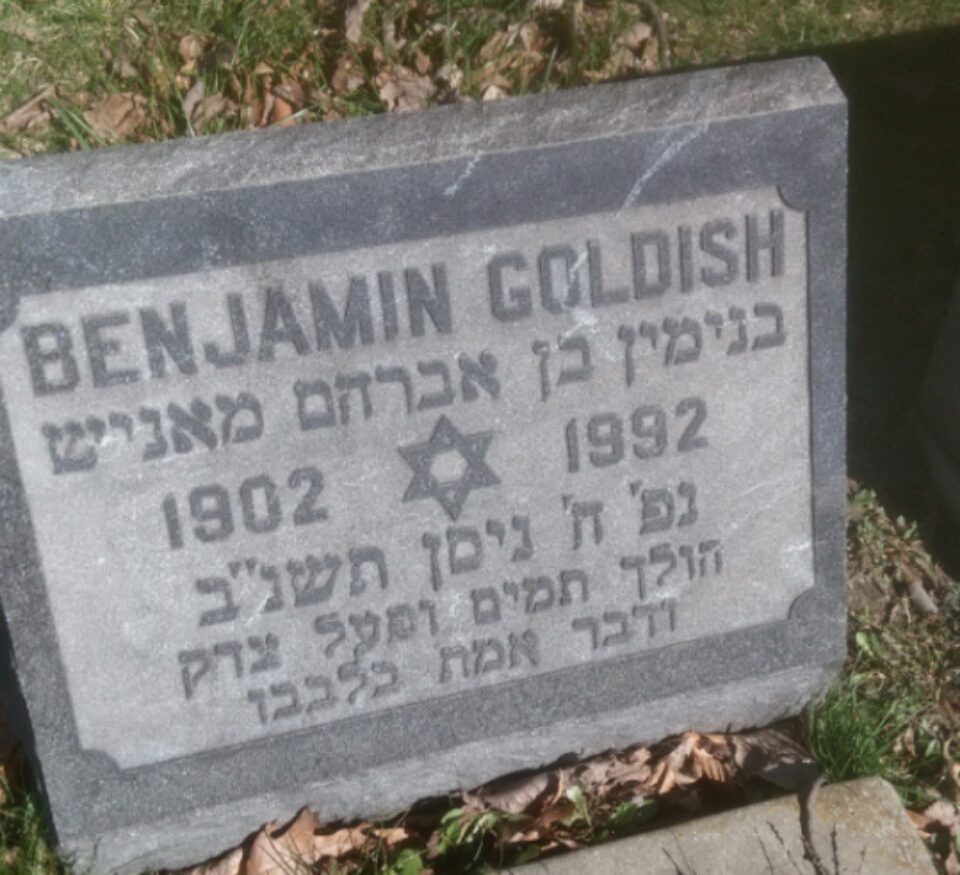 BENJAMIN GOLDISH
בנימין בן אברהם מאניש
1902 1992
נפ' ח' ניסן תשנ"ב
הולך תמים ופעל צדק
ודבר אמת בלבבו